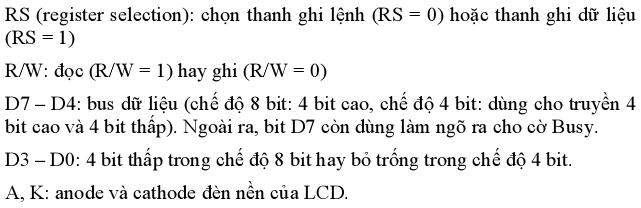 RS (register selection): chọn thanh ghi lệnh (RS = 0) hoặc thanh ghi dữ liệu
(RS = 1)
R/W: đọc (R/W = 1) hay ghi (R/W = 0)
D7 – D4: bus dữ liệu (chế độ 8 bit: 4 bit cao, chế độ 4 bit: dùng cho truyền 4
bit cao và 4 bit thấp). Ngoài ra, bit D7 còn dùng làm ngõ ra cho cờ Busy.
D3 – D0: 4 bit thấp trong chế độ 8 bit hay bỏ trống trong chế độ 4 bit.
A, K: anode và cathode đèn nền của LCD.